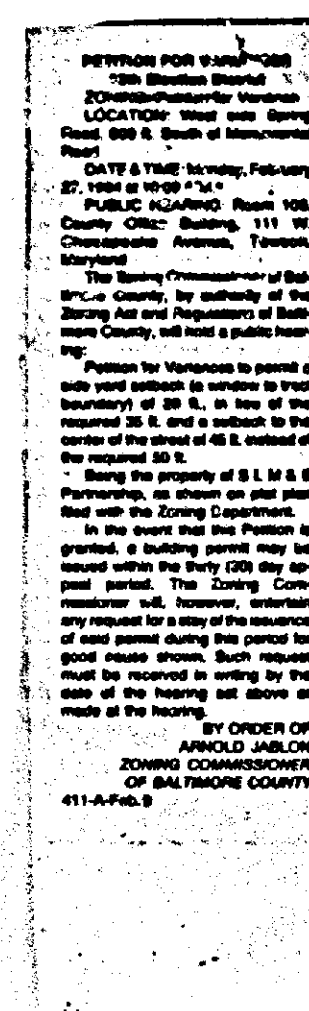 PETITION FOR VARIANCES
Election District
ZONING: Petition for Variances
LOCATION: West side Spring
Road, 600 ft. South of
Road
DATE & TIME: Monday, February
27, 1984 at 10:00
PUBLIC HEARING: Room 106,
County Office Building, 111 W.
Chesapeake Avenue, Towson,
Maryland
The Zoning Commissioner of Bal-
timore County, by authority of the
Zoning Act and Regulations of Balti-
more County, will hold a public hear-
ing:
Petition for Variances to permit a
side yard setback (a window to tract
boundary) of 29 ft., in lieu of the
required 35 ft. and a setback to the
center of the street of 45 ft. instead of
the required 50 ft.
Being the property of S L M &
Partnership, as shown on plat plan
filed with the Zoning Department.
In the event that this Petition is
granted, a building permit may be
issued within the thirty (30) day ap-
peal period. The Zoning Com-
missioner will, however, entertain
any request for a stay of the issuance
of said permit during this period for
good cause shown. Such request
must be received in writing by the
date of the hearing set above or
made at the hearing.
BY ORDER OF
ARNOLD JABLON
ZONING COMMISSIONER
OF BALTIMORE COUNTY
411-A-Feb. 9